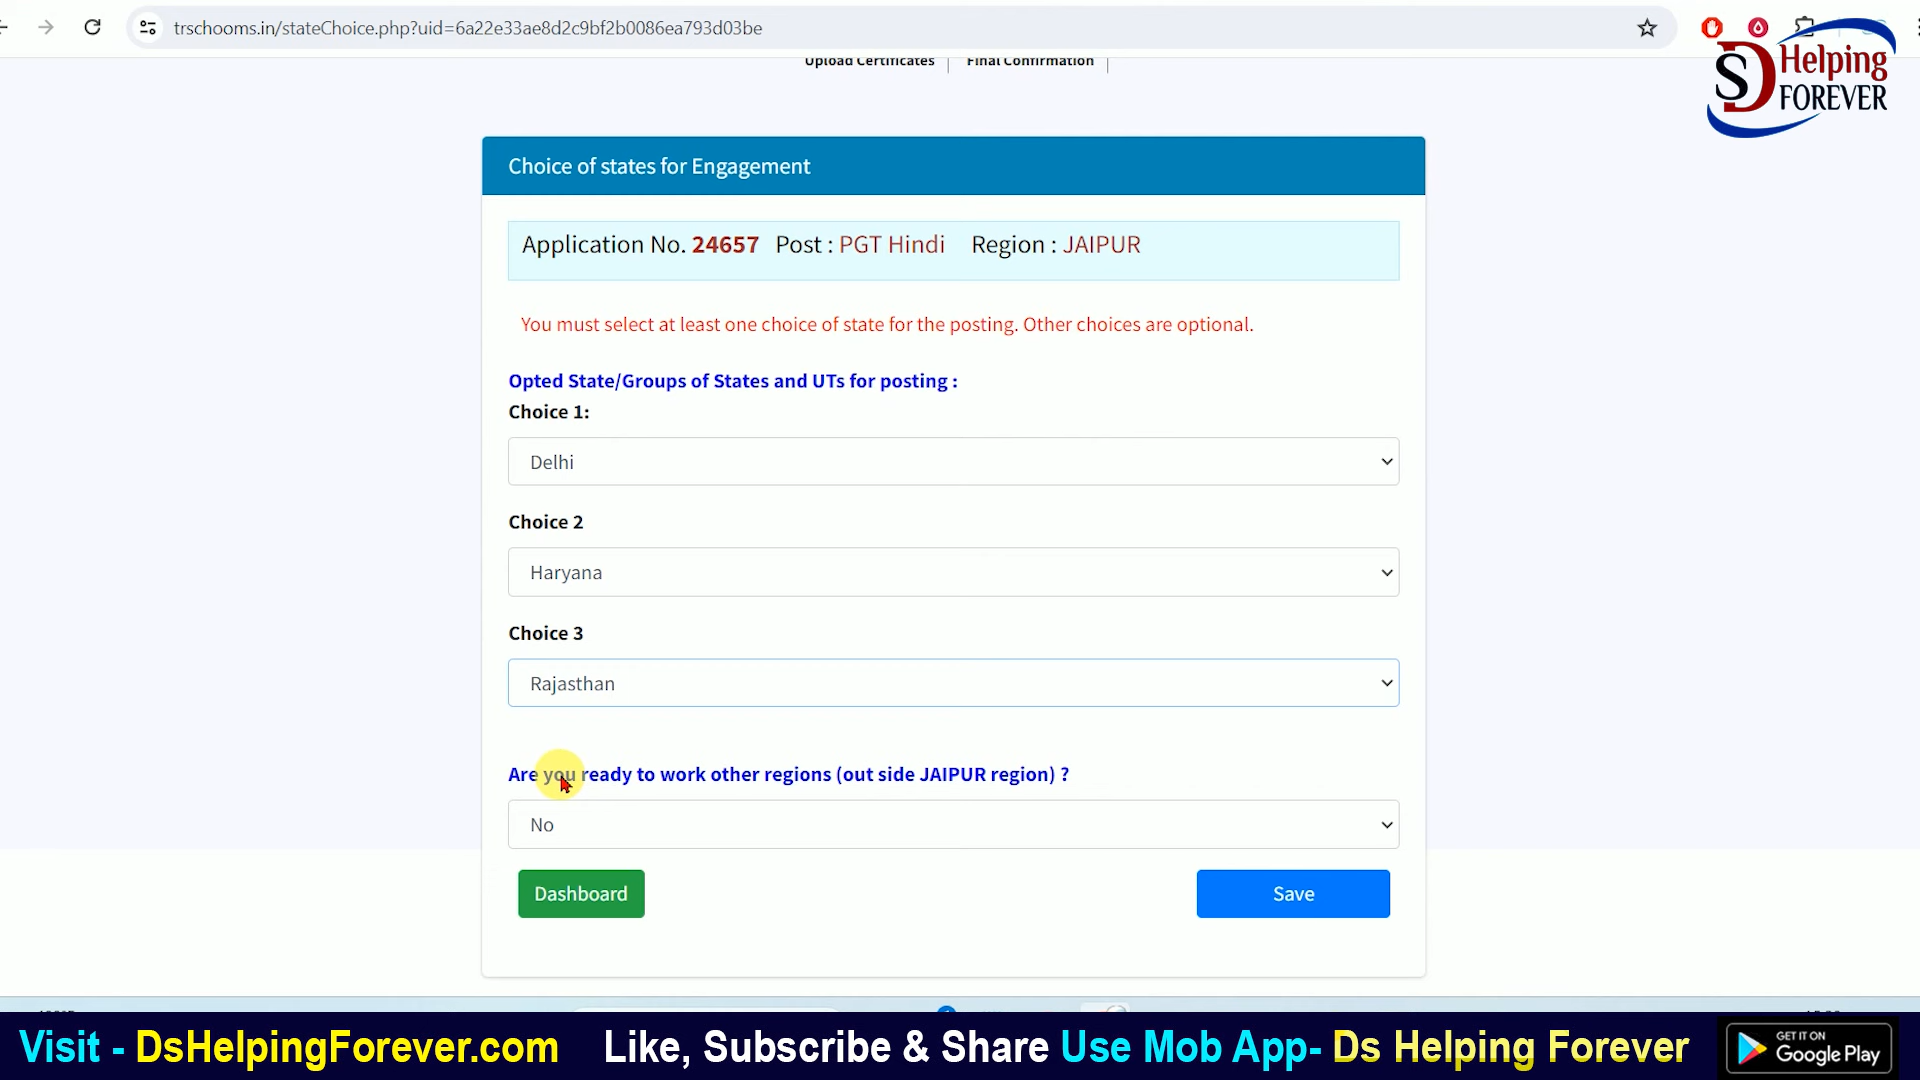 trschooms.in/stateChoice.php?uid=6a22e33ae8d2c9bf2b0086ea793d03be
SD Helping
FOREVER
Upload Certificates Final Confirmation
Choice of states for Engagement
Application No. 24657 Post : PGT Hindi Region : JAIPUR
You must select at least one choice of state for the posting. Other choices are optional.
Opted State/Groups of States and UTs for posting :
Choice 1:
Delhi
Choice 2
Haryana
Choice 3
Rajasthan
Are you ready to work other regions (out side JAIPUR region) ?
No
Dashboard
Save
Visit - DsHelpingForever.com Like, Subscribe & Share Use Mob App- Ds Helping Forever
GET IT ON
Google Play